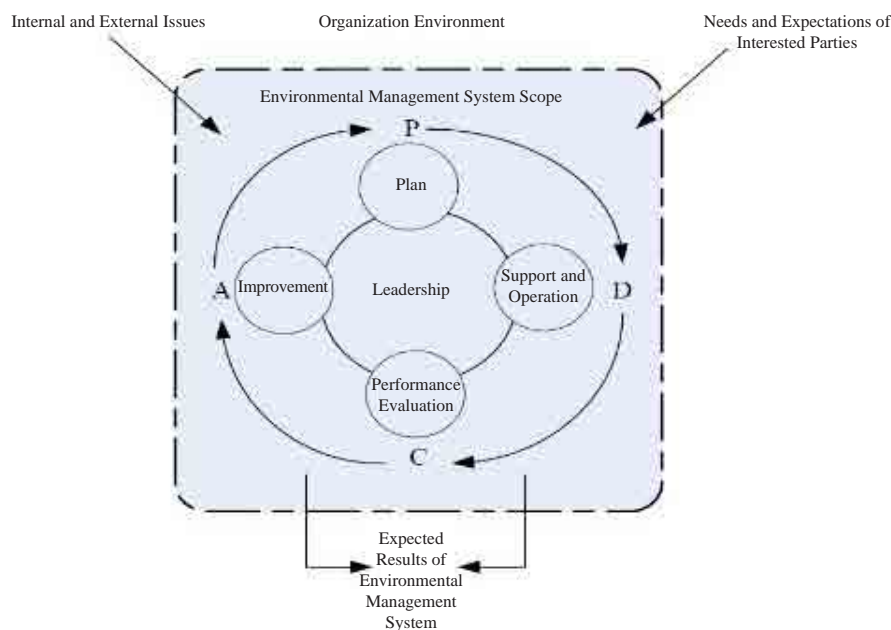 Internal and External Issues
Organization Environment
Needs and Expectations of
Interested Parties
Environmental Management System Scope
P
Plan
A
Improvement
Leadership
Support and
Operation
D
Performance
Evaluation
C
Expected
Results of
Environmental
Management
System